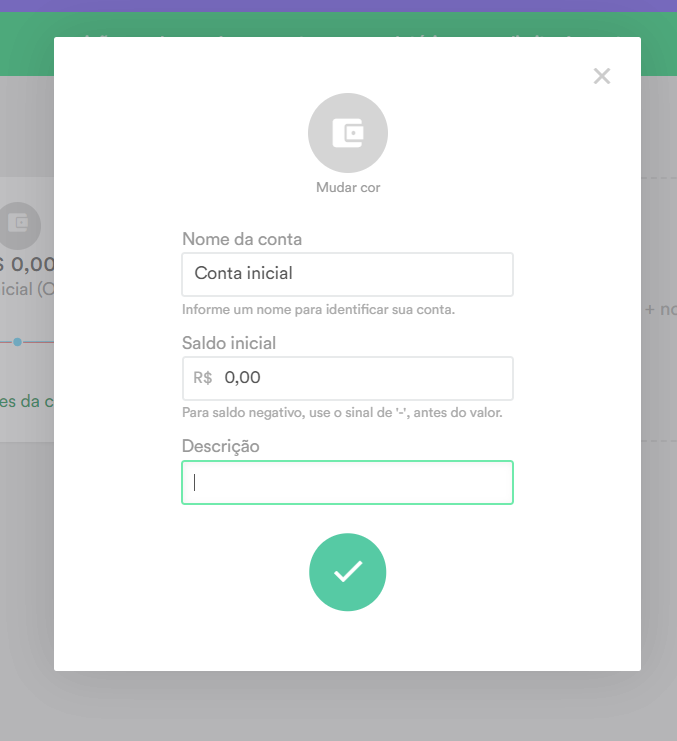 Mudar cor
Nome da conta
Conta inicial
Informe um nome para identificar sua conta.
Saldo inicial
R$ 0,00
Para saldo negativo, use o sinal de '-', antes do valor.
Descrição
$ 0,00
icial (C
es da c
+ no